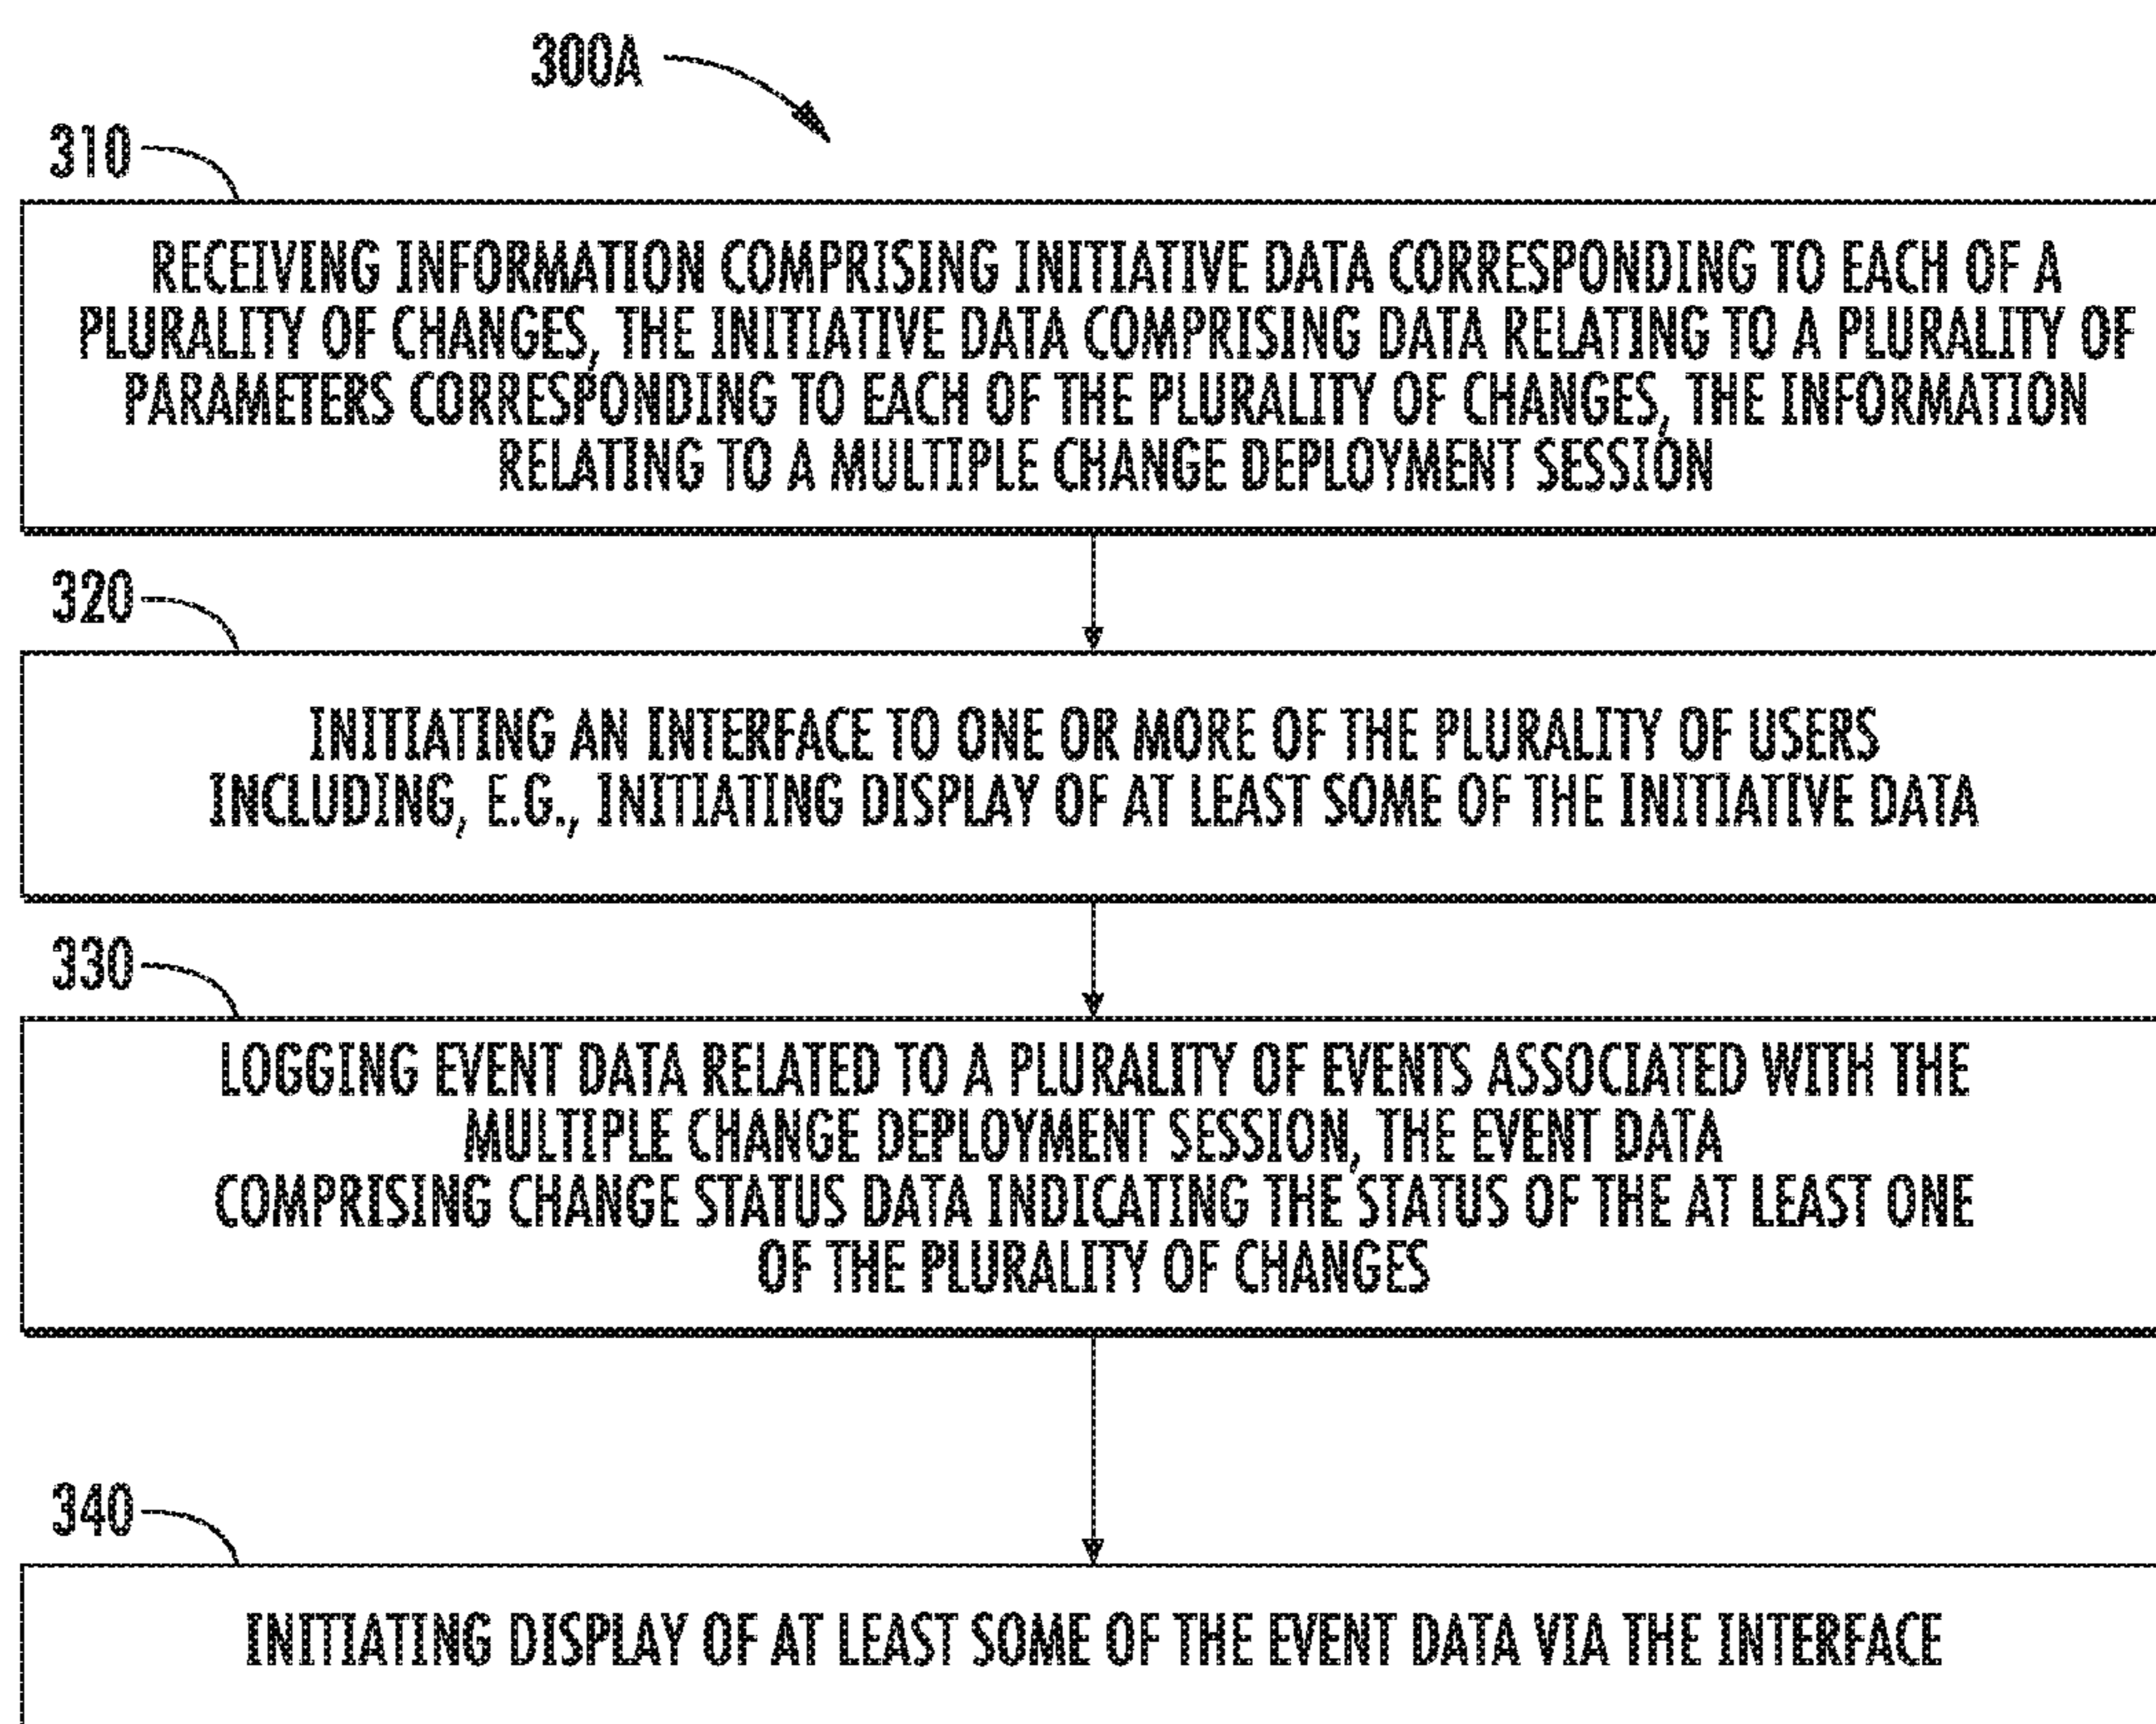 300A
310
RECEIVING INFORMATION COMPRISING INITIATIVE DATA CORRESPONDING TO EACH OF A
PLURALITY OF CHANGES, THE INITIATIVE DATA COMPRISING DATA RELATING TO A PLURALITY OF
PARAMETERS CORRESPONDING TO EACH OF THE PLURALITY OF CHANGES, THE INFORMATION
RELATING TO A MULTIPLE CHANGE DEPLOYMENT SESSION
320
INITIATING AN INTERFACE TO ONE OR MORE OF THE PLURALITY OF USERS
INCLUDING, E.G., INITIATING DISPLAY OF AT LEAST SOME OF THE INITIATIVE DATA
330
LOGGING EVENT DATA RELATED TO A PLURALITY OF EVENTS ASSOCIATED WITH THE
MULTIPLE CHANGE DEPLOYMENT SESSION, THE EVENT DATA
COMPRISING CHANGE STATUS DATA INDICATING THE STATUS OF THE AT LEAST ONE
OF THE PLURALITY OF CHANGES
340
INITIATING DISPLAY OF AT LEAST SOME OF THE EVENT DATA VIA THE INTERFACE